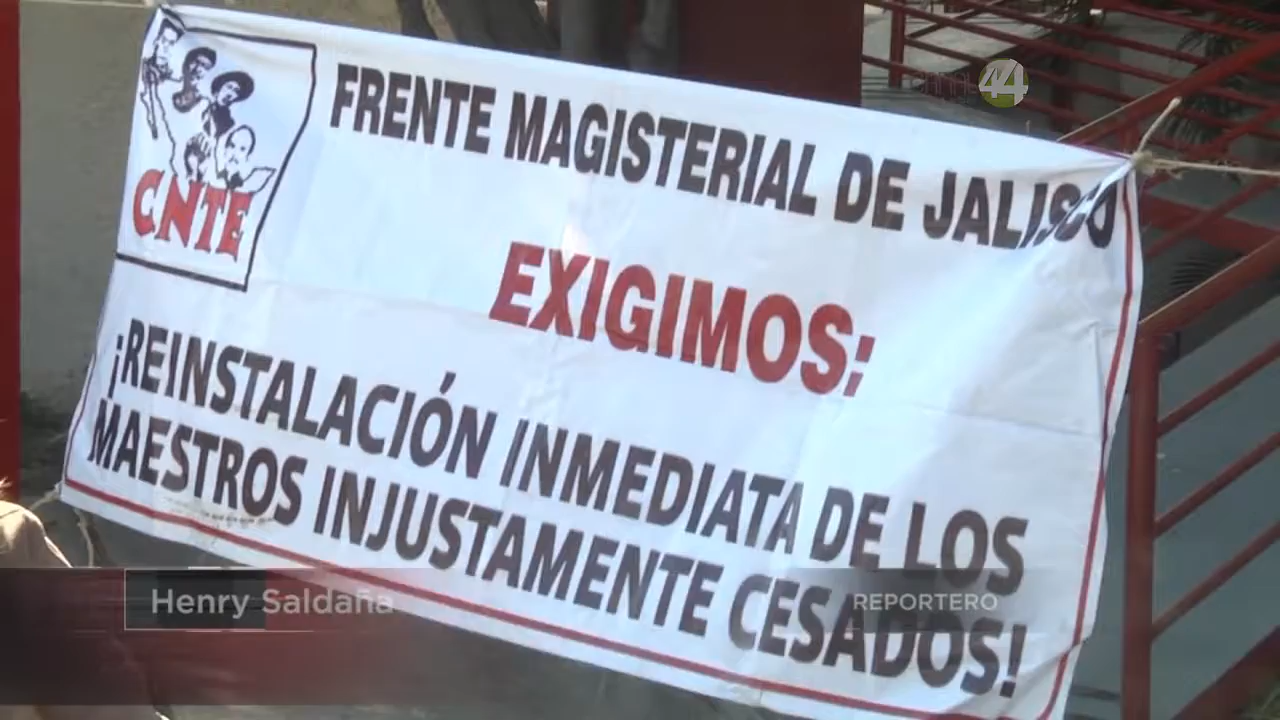 44
FRENTE MAGISTERIAL DE JALISCO
CNTE
EXIGIMOS:
¡REINSTALACIÓN INMEDIATA DE LOS
MAESTROS INJUSTAMENTE CESADOS!
Henry Saldaña
REPORTERO